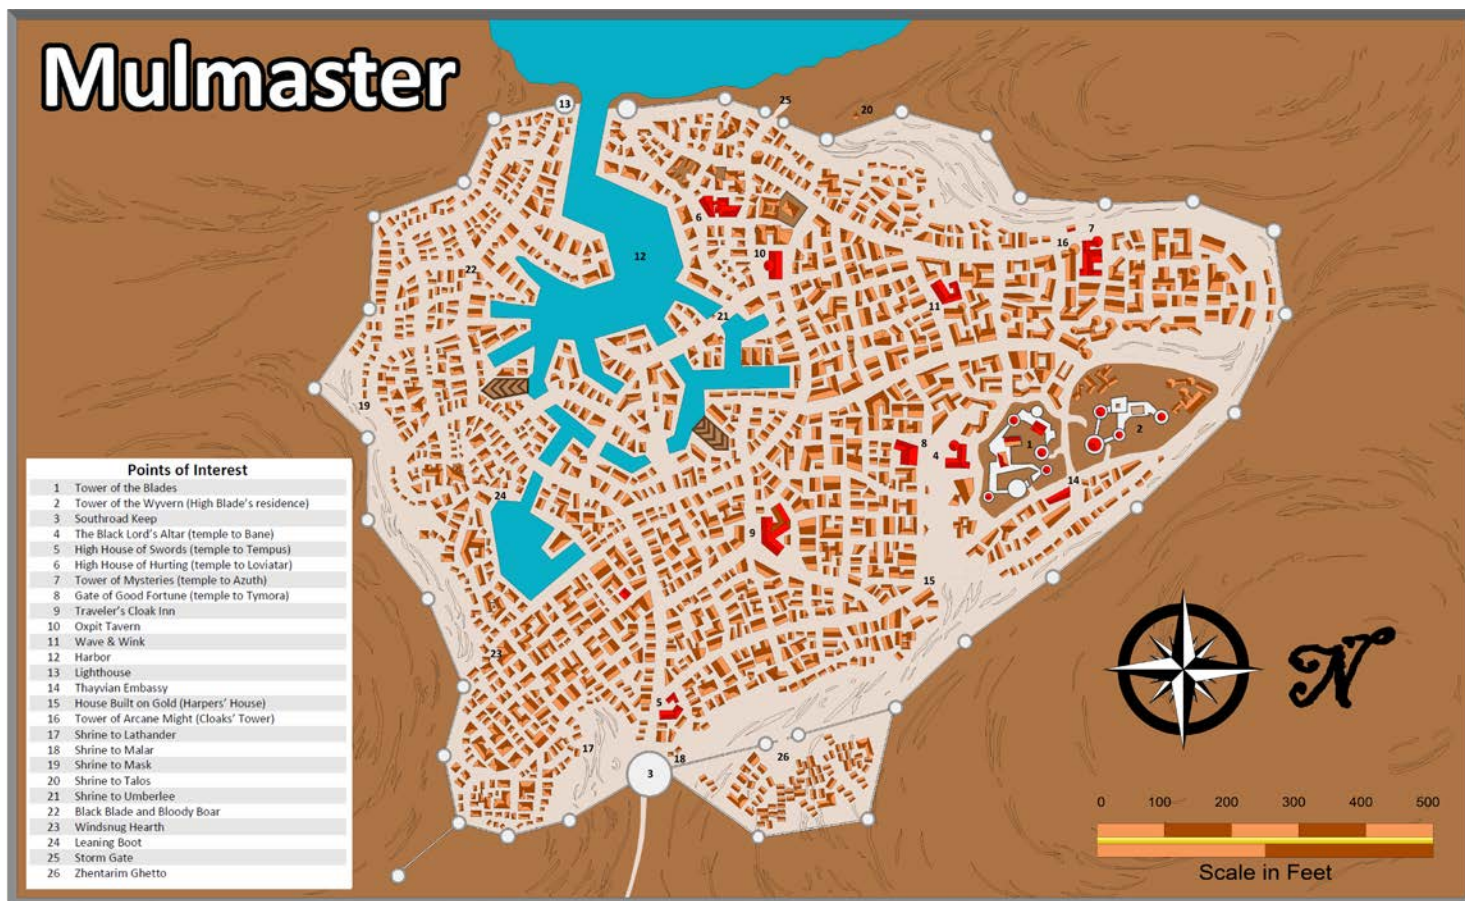 Mulmaster
13
25
20
6
7
16
10
12
22
11
21
19
8
4
1
2
14
24
9
15
23
5
17
18
26
3
Points of Interest
1 Tower of the Blades
2 Tower of the Wyvern (High Blade's residence)
3 Southroad Keep
4 The Black Lord's Altar (temple to Bane)
5 High House of Swords (temple to Tempus)
6 High House of Hurting (temple to Loviatar)
7 Tower of Mysteries (temple to Azuth)
8 Gate of Good Fortune (temple to Tymora)
9 Traveler's Cloak Inn
10 Oxpit Tavern
11 Wave & Wink
12 Harbor
13 Lighthouse
14 Thayvian Embassy
15 House Built on Gold (Harpers' House)
16 Tower of Arcane Might (Cloaks' Tower)
17 Shrine to Lathander
18 Shrine to Malar
19 Shrine to Mask
20 Shrine to Talos
21 Shrine to Umberlee
22 Black Blade and Bloody Boar
23 Windsnug Hearth
24 Leaning Boot
25 Storm Gate
26 Zhentarim Ghetto
N
0 100 200 300 400 500
Scale in Feet